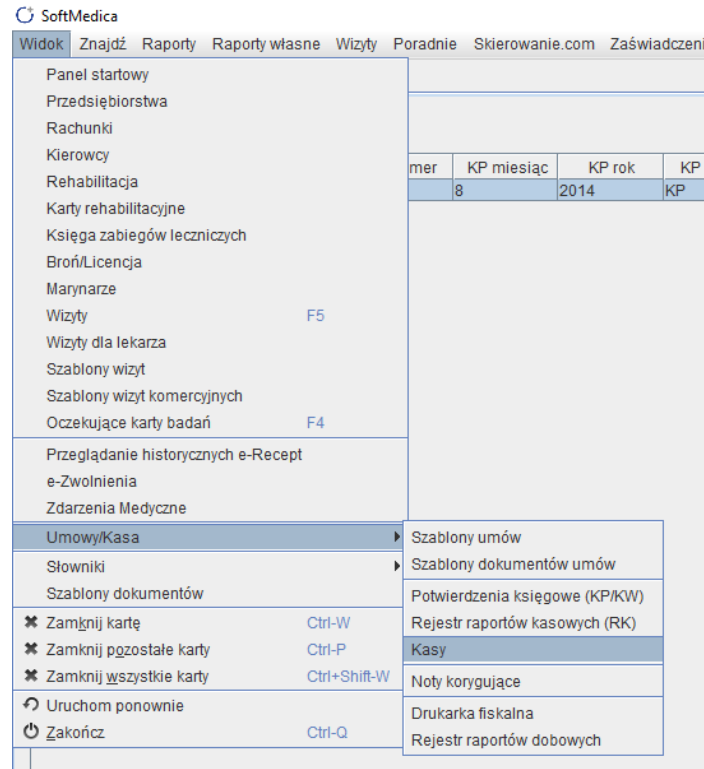 SoftMedica
Widok Znajdź Raporty Raporty własne Wizyty Poradnie Skierowanie.com Zaświadczeni
mer KP miesiąc KP rok KP
8 2014 KP
Panel startowy
Przedsiębiorstwa
Rachunki
Kierowcy
Rehabilitacja
Karty rehabilitacyjne
Księga zabiegów leczniczych
Broń/Licencja
Marynarze
Wizyty F5
Wizyty dla lekarza
Szablony wizyt
Szablony wizyt komercyjnych
Oczekujące karty badań F4
Przeglądanie historycznych e-Recept
e-Zwolnienia
Zdarzenia Medyczne
Umowy/Kasa
Słowniki
Szablony dokumentów
Zamknij kartę Ctrl-W
Zamknij pozostałe karty Ctrl-P
Zamknij wszystkie karty Ctrl+Shift-W
Uruchom ponownie
Zakończ Ctrl-Q
Szablony umów
Szablony dokumentów umów
Potwierdzenia księgowe (KP/KW)
Rejestr raportów kasowych (RK)
Kasy
Noty korygujące
Drukarka fiskalna
Rejestr raportów dobowych